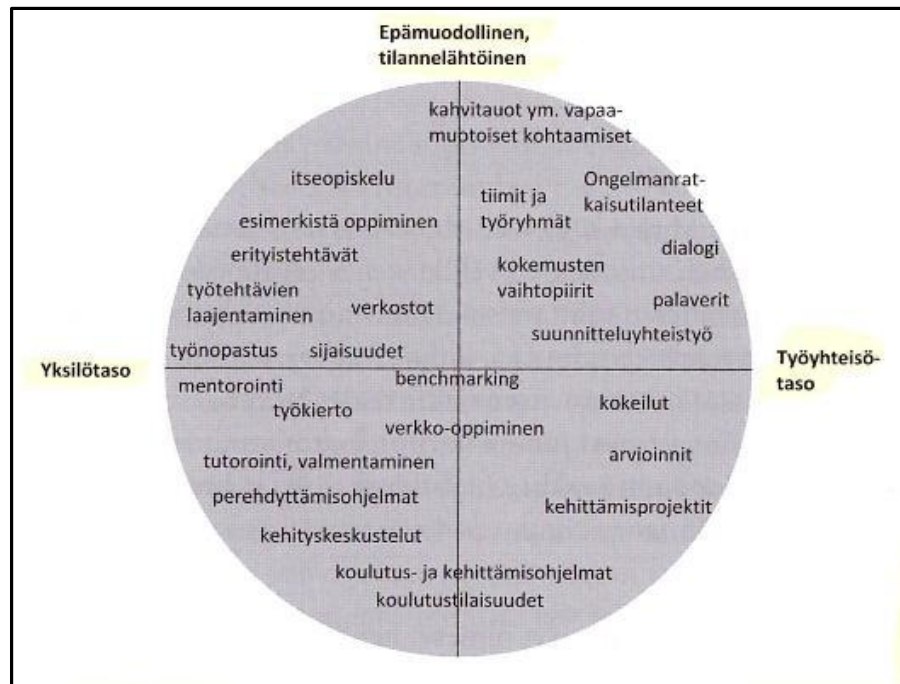 Epämuodollinen,
tilannelähtöinen
kahvitauot ym. vapaa-
muotoiset kohtaamiset
itseopiskelu
tiimit ja
työryhmät
Ongelmanrat-
kaisutilanteet
esimerkistä oppiminen
erityistehtävät
dialogi
kokemusten
vaihtopiirit
työtehtävien
laajentaminen
verkostot
palaverit
suunnitteluyhteistyö
työnopastus
sijaisuudet
Yksilötaso
Työyhteisö-
taso
mentorointi
benchmarking
työkierto
kokeilut
verkko-oppiminen
tutorointi, valmentaminen
arvioinnit
perehdyttämisohjelmat
kehittämisprojektit
kehityskeskustelut
koulutus- ja kehittämisohjelmat
koulutustilaisuudet